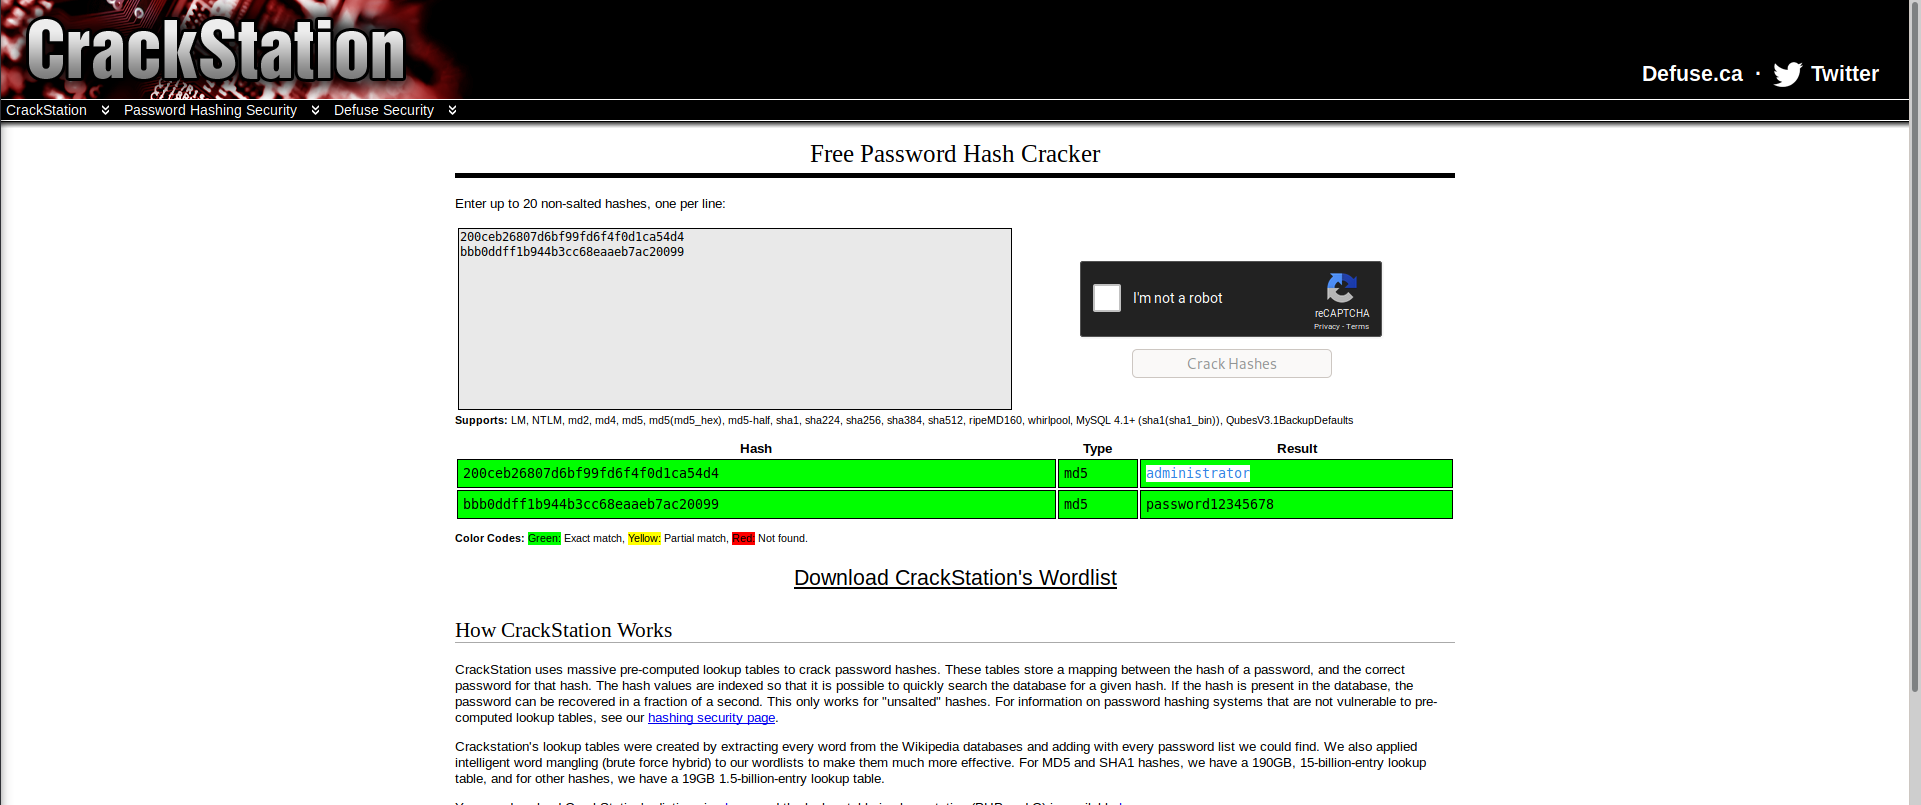 CrackStation
Defuse.ca · Twitter
CrackStation Password Hashing Security Defuse Security
Free Password Hash Cracker
Enter up to 20 non-salted hashes, one per line:
200ceb26807d6bf99fd6f4f0d1ca54d4
bbb0ddff1b944b3cc68eaaeb7ac20099
I'm not a robot
reCAPTCHA
Privacy - Terms
Crack Hashes
Supports: LM, NTLM, md2, md4, md5, md5(md5_hex), md5-half, sha1, sha224, sha256, sha384, sha512, ripeMD160, whirlpool, MySQL 4.1+ (sha1(sha1_bin)), QubesV3.1BackupDefaults
Hash Type Result
200ceb26807d6bf99fd6f4f0d1ca54d4 md5 administrator
bbb0ddff1b944b3cc68eaaeb7ac20099 md5 password12345678
Color Codes: Green: Exact match, Yellow: Partial match, Red: Not found.
Download CrackStation's Wordlist
How CrackStation Works
CrackStation uses massive pre-computed lookup tables to crack password hashes. These tables store a mapping between the hash of a password, and the correct
password for that hash. The hash values are indexed so that it is possible to quickly search the database for a given hash. If the hash is present in the database, the
password can be recovered in a fraction of a second. This only works for "unsalted" hashes. For information on password hashing systems that are not vulnerable to pre-
computed lookup tables, see our hashing security page.
Crackstation's lookup tables were created by extracting every word from the Wikipedia databases and adding with every password list we could find. We also applied
intelligent word mangling (brute force hybrid) to our wordlists to make them much more effective. For MD5 and SHA1 hashes, we have a 190GB, 15-billion-entry lookup
table, and for other hashes, we have a 19GB 1.5-billion-entry lookup table.